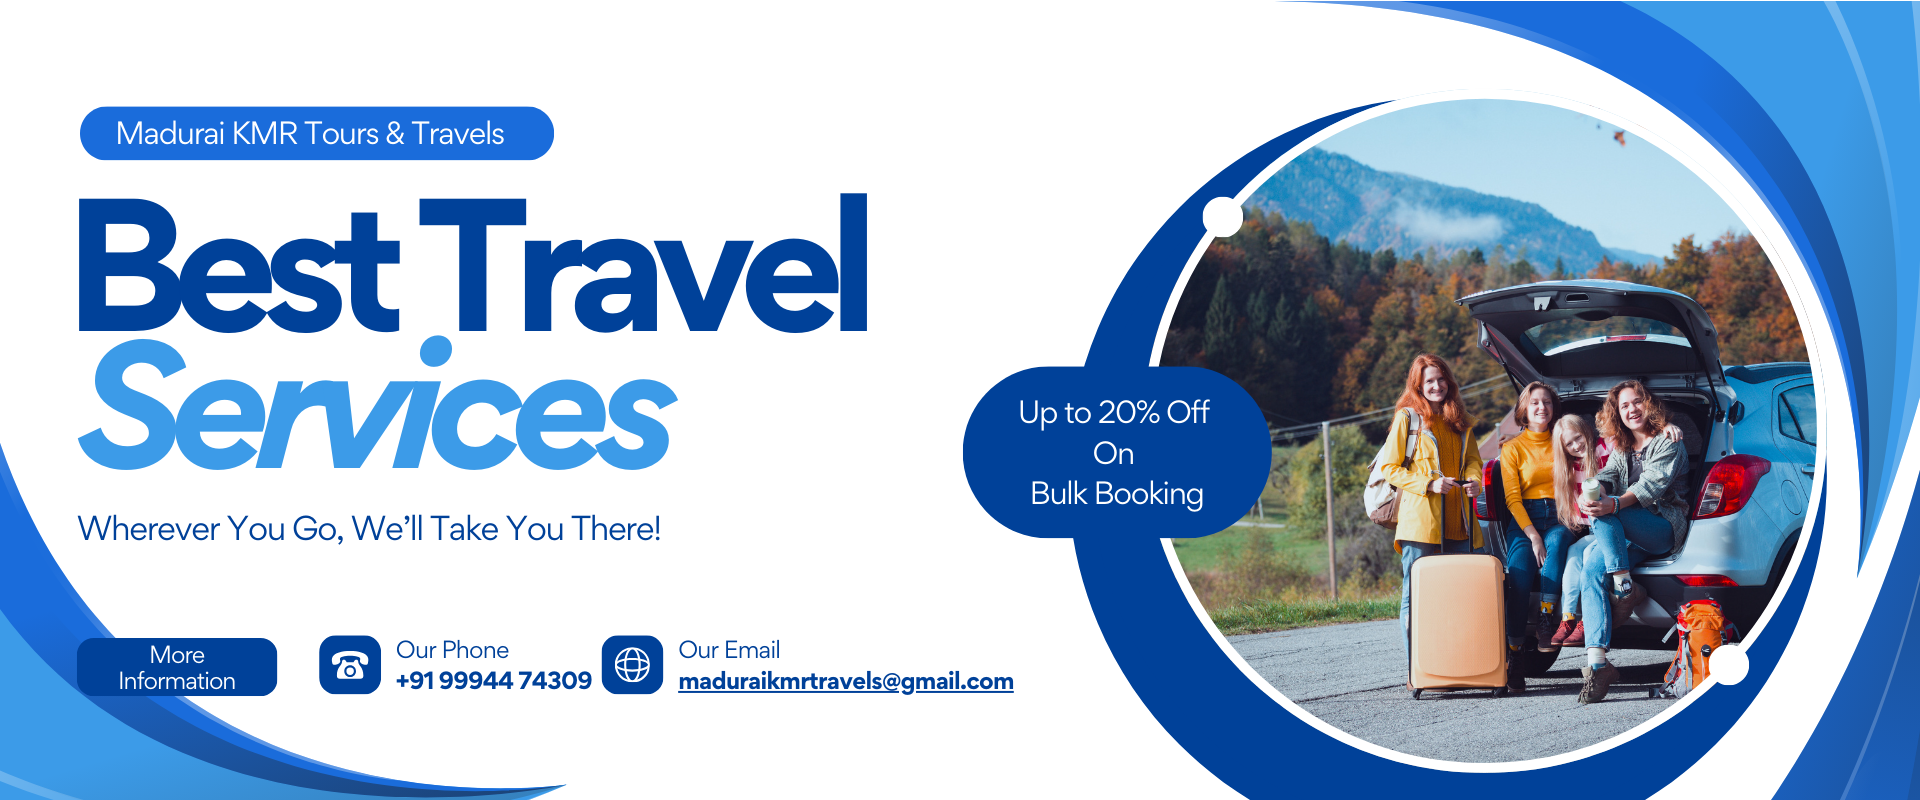 Madurai KMR Tours & Travels
Best Travel
Services
Wherever You Go, We'll Take You There!
Up to 20% Off
On
Bulk Booking
More
Information
Our Phone
+91 99944 74309
Our Email
maduraikmrtravels@gmail.com